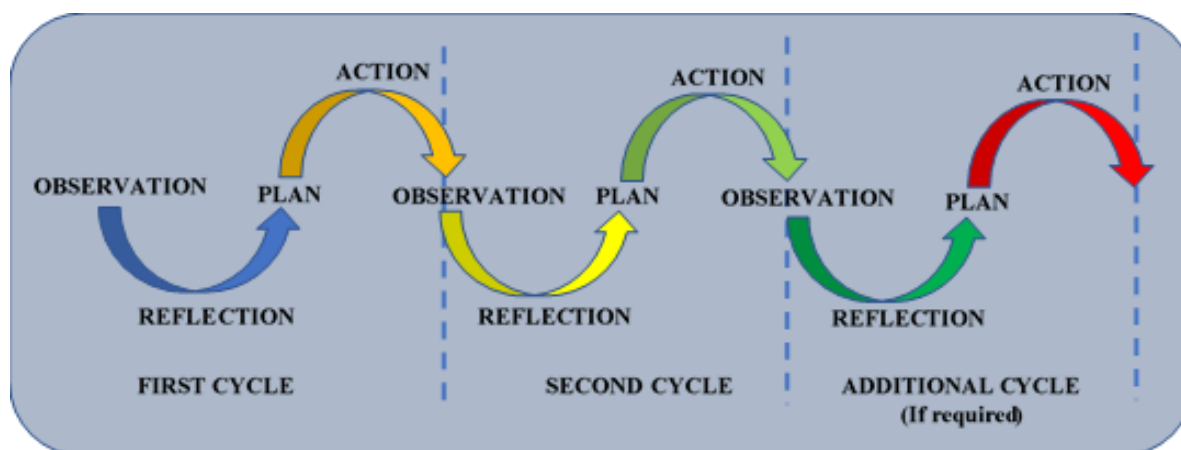 ACTION
ACTION
ACTION
OBSERVATION
PLAN
OBSERVATION
PLAN
OBSERVATION
PLAN
REFLECTION
REFLECTION
REFLECTION
FIRST CYCLE
SECOND CYCLE
ADDITIONAL CYCLE
(If required)